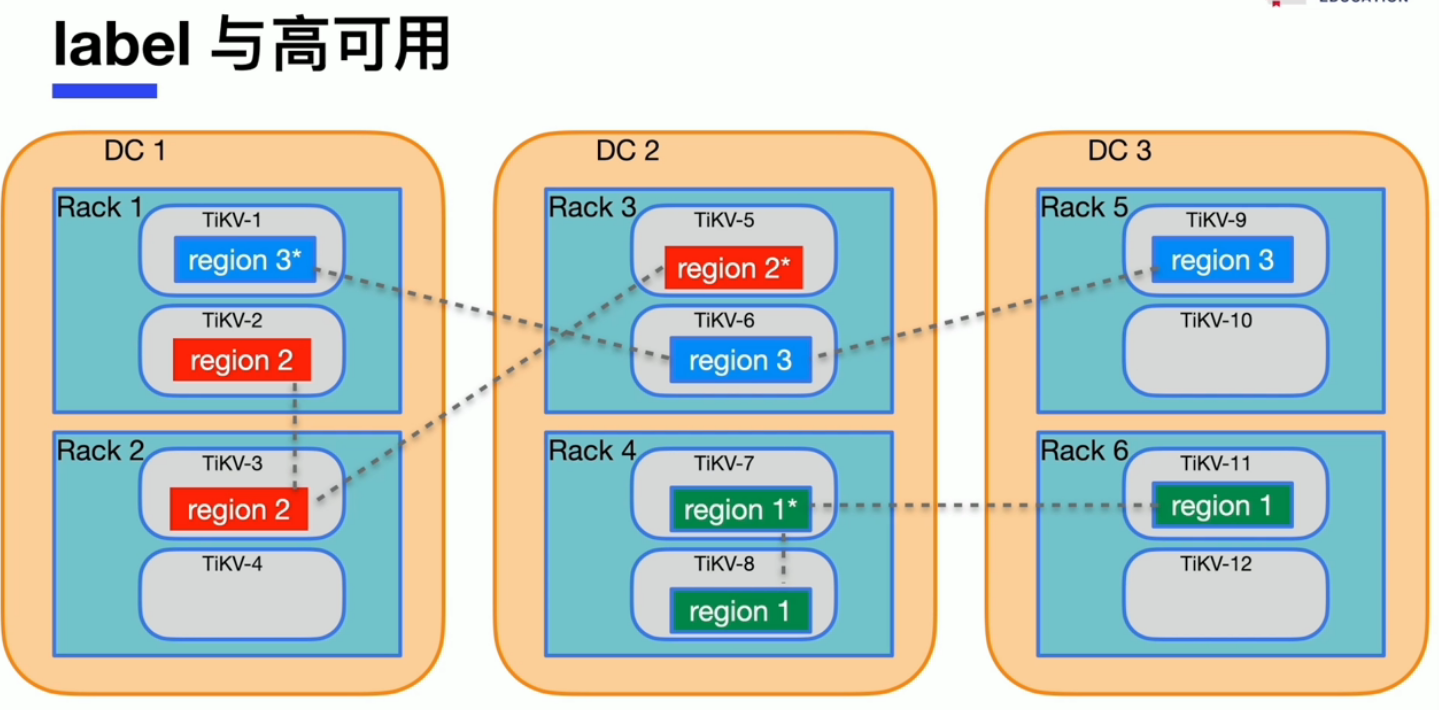 EDUCATION
label 与高可用
DC 1
Rack 1
TiKV-1
region 3*
TiKV-2
region 2
Rack 2
TiKV-3
region 2
TiKV-4
DC 2
Rack 3
TiKV-5
region 2*
TiKV-6
region 3
Rack 4
TiKV-7
region 1*
TiKV-8
region 1
DC 3
Rack 5
TiKV-9
region 3
TiKV-10
Rack 6
TiKV-11
region 1
TiKV-12